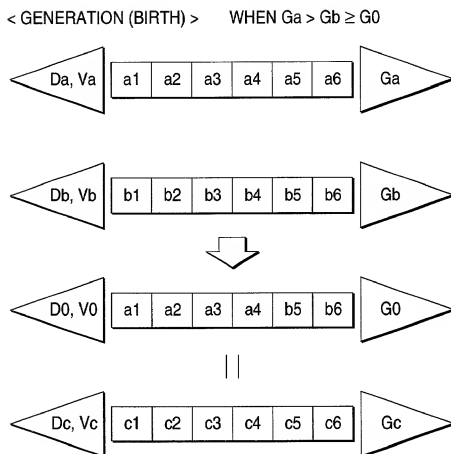 < GENERATION (BIRTH) > WHEN Ga > Gb ≥ G0
Da, Va a1 a2 a3 a4 a5 a6 Ga
Db, Vb b1 b2 b3 b4 b5 b6 Gb
D0, V0 a1 a2 a3 a4 b5 b6 G0
Dc, Vc c1 c2 c3 c4 c5 c6 Gc